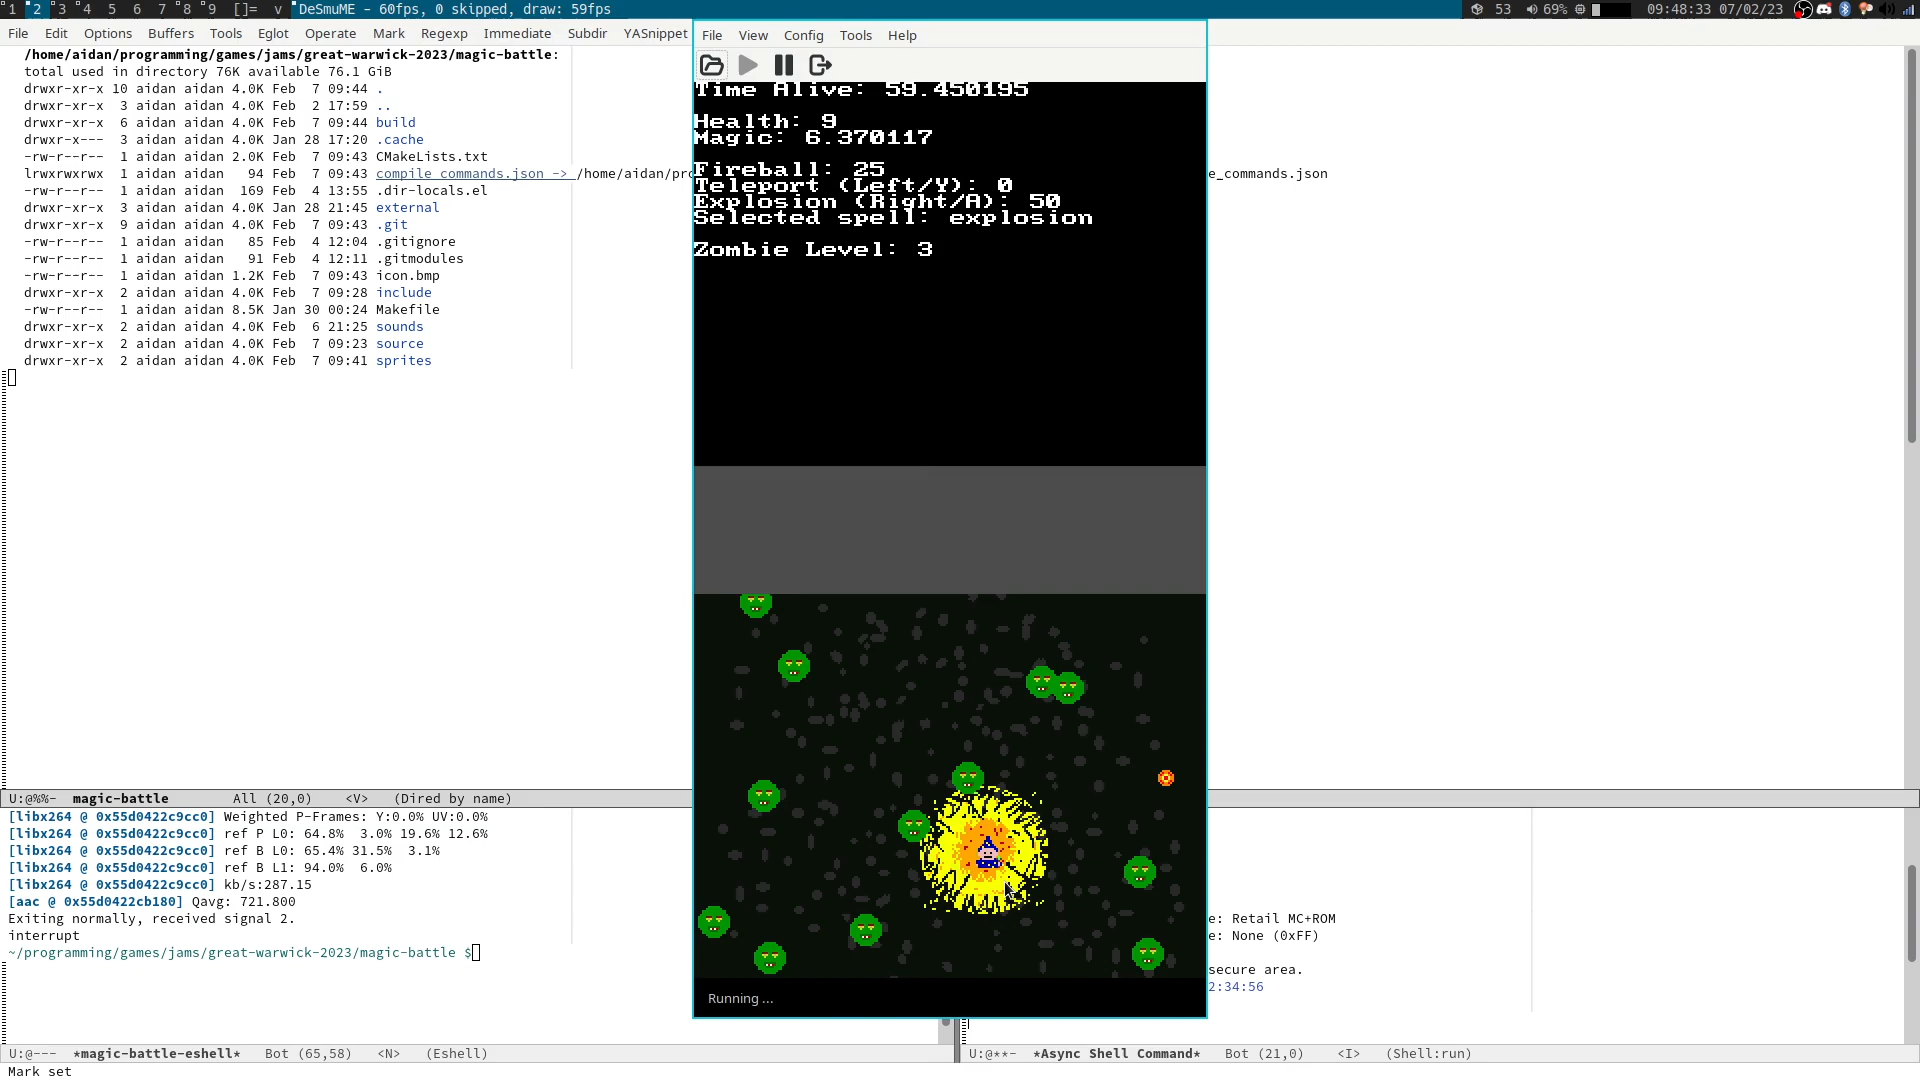 1 2 3 4 5 6 7 8 9 []= v DeSmuME - 60fps, 0 skipped, draw: 59fps 53 69% 09:48:33 07/02/23
File Edit Options Buffers Tools Eglot Operate Mark Regexp Immediate Subdir YASnippet
/home/aidan/programming/games/jams/great-warwick-2023/magic-battle:
total used in directory 76K available 76.1 GiB
drwxr-xr-x 10 aidan aidan 4.0K Feb  7 09:44 .
drwxr-xr-x  3 aidan aidan 4.0K Feb  2 17:59 ..
drwxr-xr-x  6 aidan aidan 4.0K Feb  7 09:44 build
drwxr-x---  3 aidan aidan 4.0K Jan 28 17:20 .cache
-rw-r--r--  1 aidan aidan 2.0K Feb  7 09:43 CMakeLists.txt
lrwxrwxrwx  1 aidan aidan   94 Feb  7 09:43 compile_commands.json -> /home/aidan/pro e_commands.json
-rw-r--r--  1 aidan aidan  169 Feb  4 13:55 .dir-locals.el
drwxr-xr-x  3 aidan aidan 4.0K Jan 28 21:45 external
drwxr-xr-x  9 aidan aidan 4.0K Feb  7 09:43 .git
-rw-r--r--  1 aidan aidan   85 Feb  4 12:04 .gitignore
-rw-r--r--  1 aidan aidan   91 Feb  4 12:11 .gitmodules
-rw-r--r--  1 aidan aidan 1.2K Feb  7 09:43 icon.bmp
drwxr-xr-x  2 aidan aidan 4.0K Feb  7 09:28 include
-rw-r--r--  1 aidan aidan 8.5K Jan 30 00:24 Makefile
drwxr-xr-x  2 aidan aidan 4.0K Feb  6 21:25 sounds
drwxr-xr-x  2 aidan aidan 4.0K Feb  7 09:23 source
drwxr-xr-x  2 aidan aidan 4.0K Feb  7 09:41 sprites
U:@%%-  magic-battle All (20,0) <V> (Dired by name)
[libx264 @ 0x55d0422c9cc0] Weighted P-Frames: Y:0.0% UV:0.0%
[libx264 @ 0x55d0422c9cc0] ref P L0: 64.8%  3.0% 19.6% 12.6%
[libx264 @ 0x55d0422c9cc0] ref B L0: 65.4% 31.5%  3.1%
[libx264 @ 0x55d0422c9cc0] ref B L1: 94.0%  6.0%
[libx264 @ 0x55d0422c9cc0] kb/s:287.15
[aac @ 0x55d0422cb180] Qavg: 721.800
Exiting normally, received signal 2.
interrupt
~/programming/games/jams/great-warwick-2023/magic-battle $
U:@---  *magic-battle-eshell* Bot (65,58) <N> (Eshell)
Mark set
File View Config Tools Help
Time Alive: 59.450195
Health: 9
Magic: 6.370117
Fireball: 25
Teleport (Left/Y): 0
Explosion (Right/A): 50
Selected spell: explosion
Zombie Level: 3
Running ...
e: Retail MC+ROM
e: None (0xFF)
secure area.
2:34:56
U:@**-  *Async Shell Command* Bot (21,0) <I> (Shell:run)